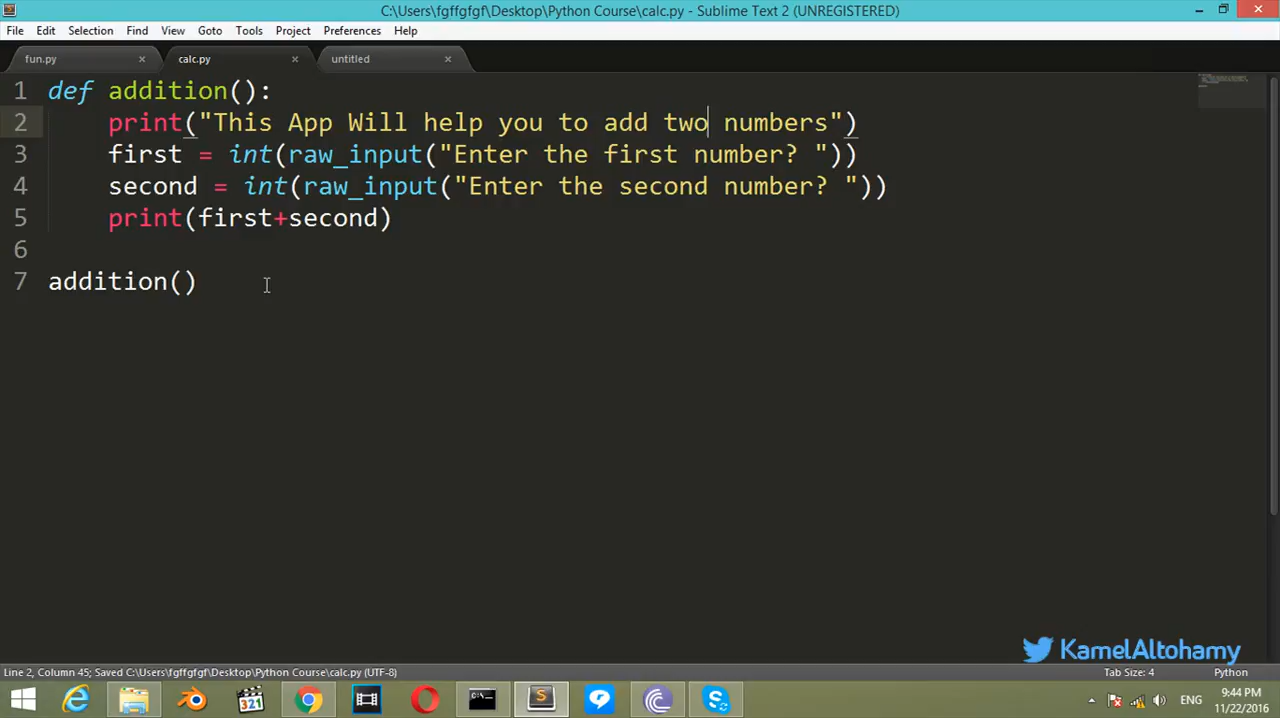 C:\Users\fgffgfgf\Desktop\Python Course\calc.py - Sublime Text 2 (UNREGISTERED)
File Edit Selection Find View Goto Tools Project Preferences Help
fun.py calc.py untitled
1 def addition():
2 print("This App Will help you to add two numbers")
3 first = int(raw_input("Enter the first number? "))
4 second = int(raw_input("Enter the second number? "))
5 print(first+second)
6
7 addition()
KamelAltohamy
Line 2, Column 45; Saved C:\Users\fgffgfgf\Desktop\Python Course\calc.py (UTF-8) Tab Size: 4 Python
321
ENG
9:44 PM
11/22/2016